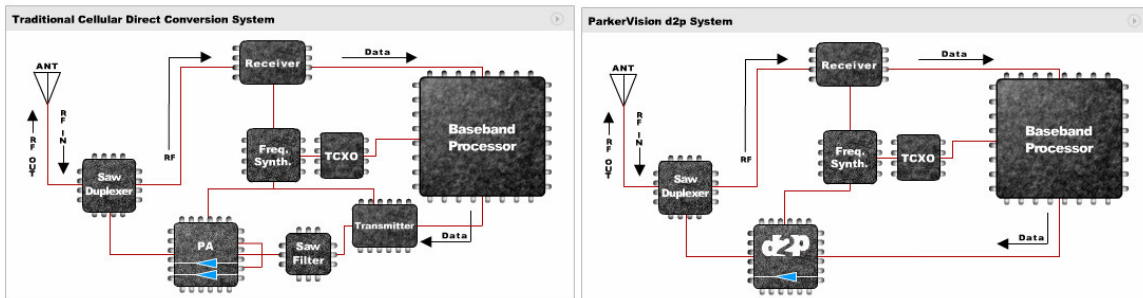 Traditional Cellular Direct Conversion System
ANT
RF OUT
RF IN
RF
Receiver
Data
Baseband
Processor
Freq.
Synth.
TCXO
Saw
Duplexer
PA
Saw
Filter
Transmitter
Data
ParkerVision d2p System
ANT
RF OUT
RF IN
RF
Receiver
Data
Baseband
Processor
Freq.
Synth.
TCXO
Saw
Duplexer
d2p
Data